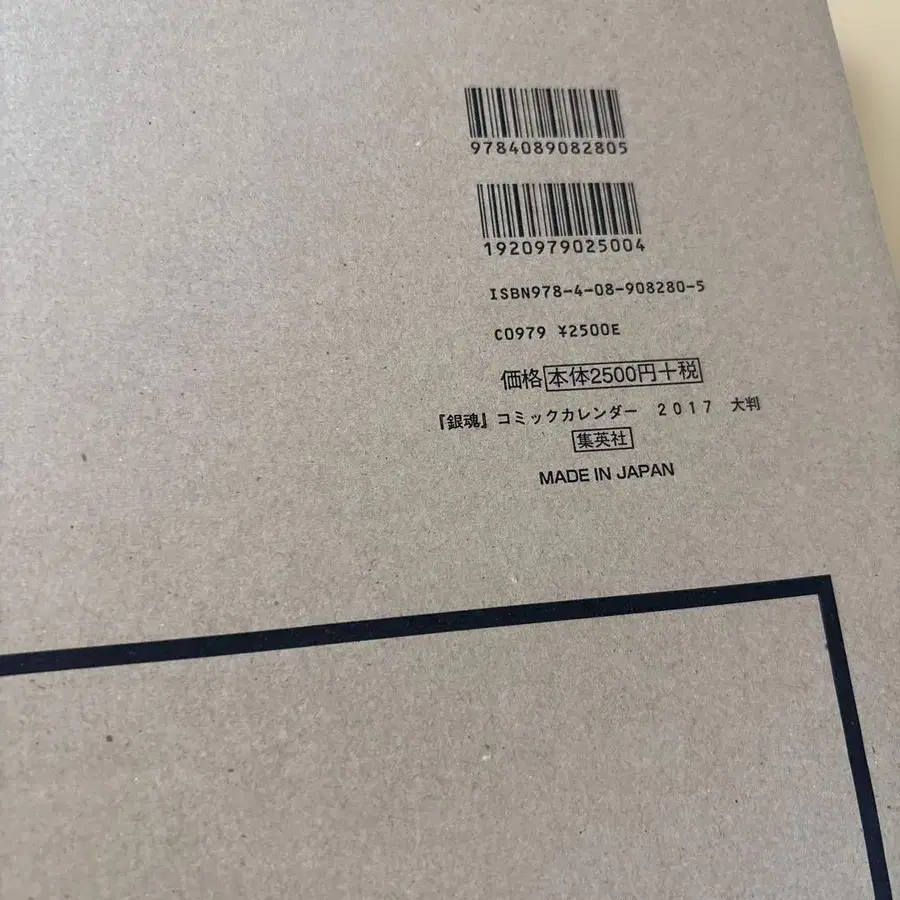 9784089082805
1920979025004
ISBN978-4-08-908280-5
C0979 ¥2500E
価格 本体2500円+税
『銀魂』コミックカレンダー 2017 大判
集英社
MADE IN JAPAN